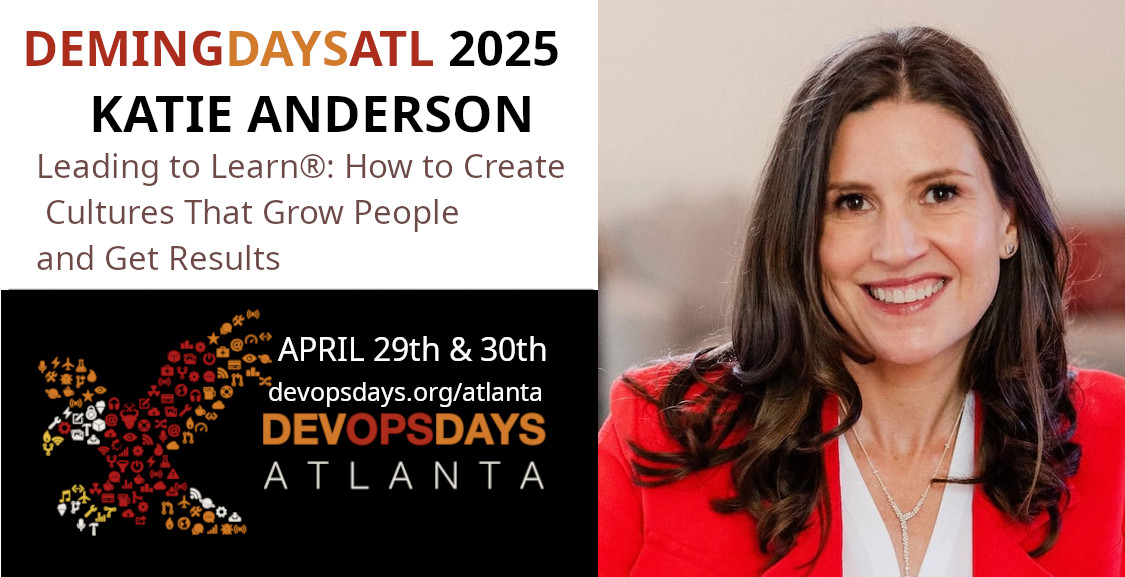 DEMINGDAYSATL 2025
KATIE ANDERSON
Leading to Learn®: How to Create
Cultures That Grow People
and Get Results
APRIL 29th & 30th
devopsdays.org/atlanta
DEVOPSDAYS
ATLANTA